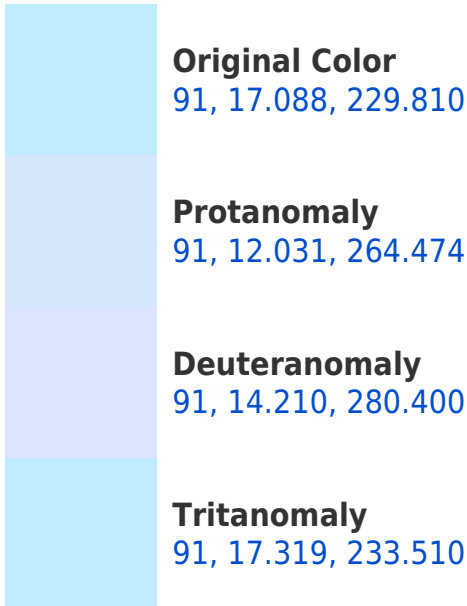 Original Color
91, 17.088, 229.810
Protanomaly
91, 12.031, 264.474
Deuteranomaly
91, 14.210, 280.400
Tritanomaly
91, 17.319, 233.510